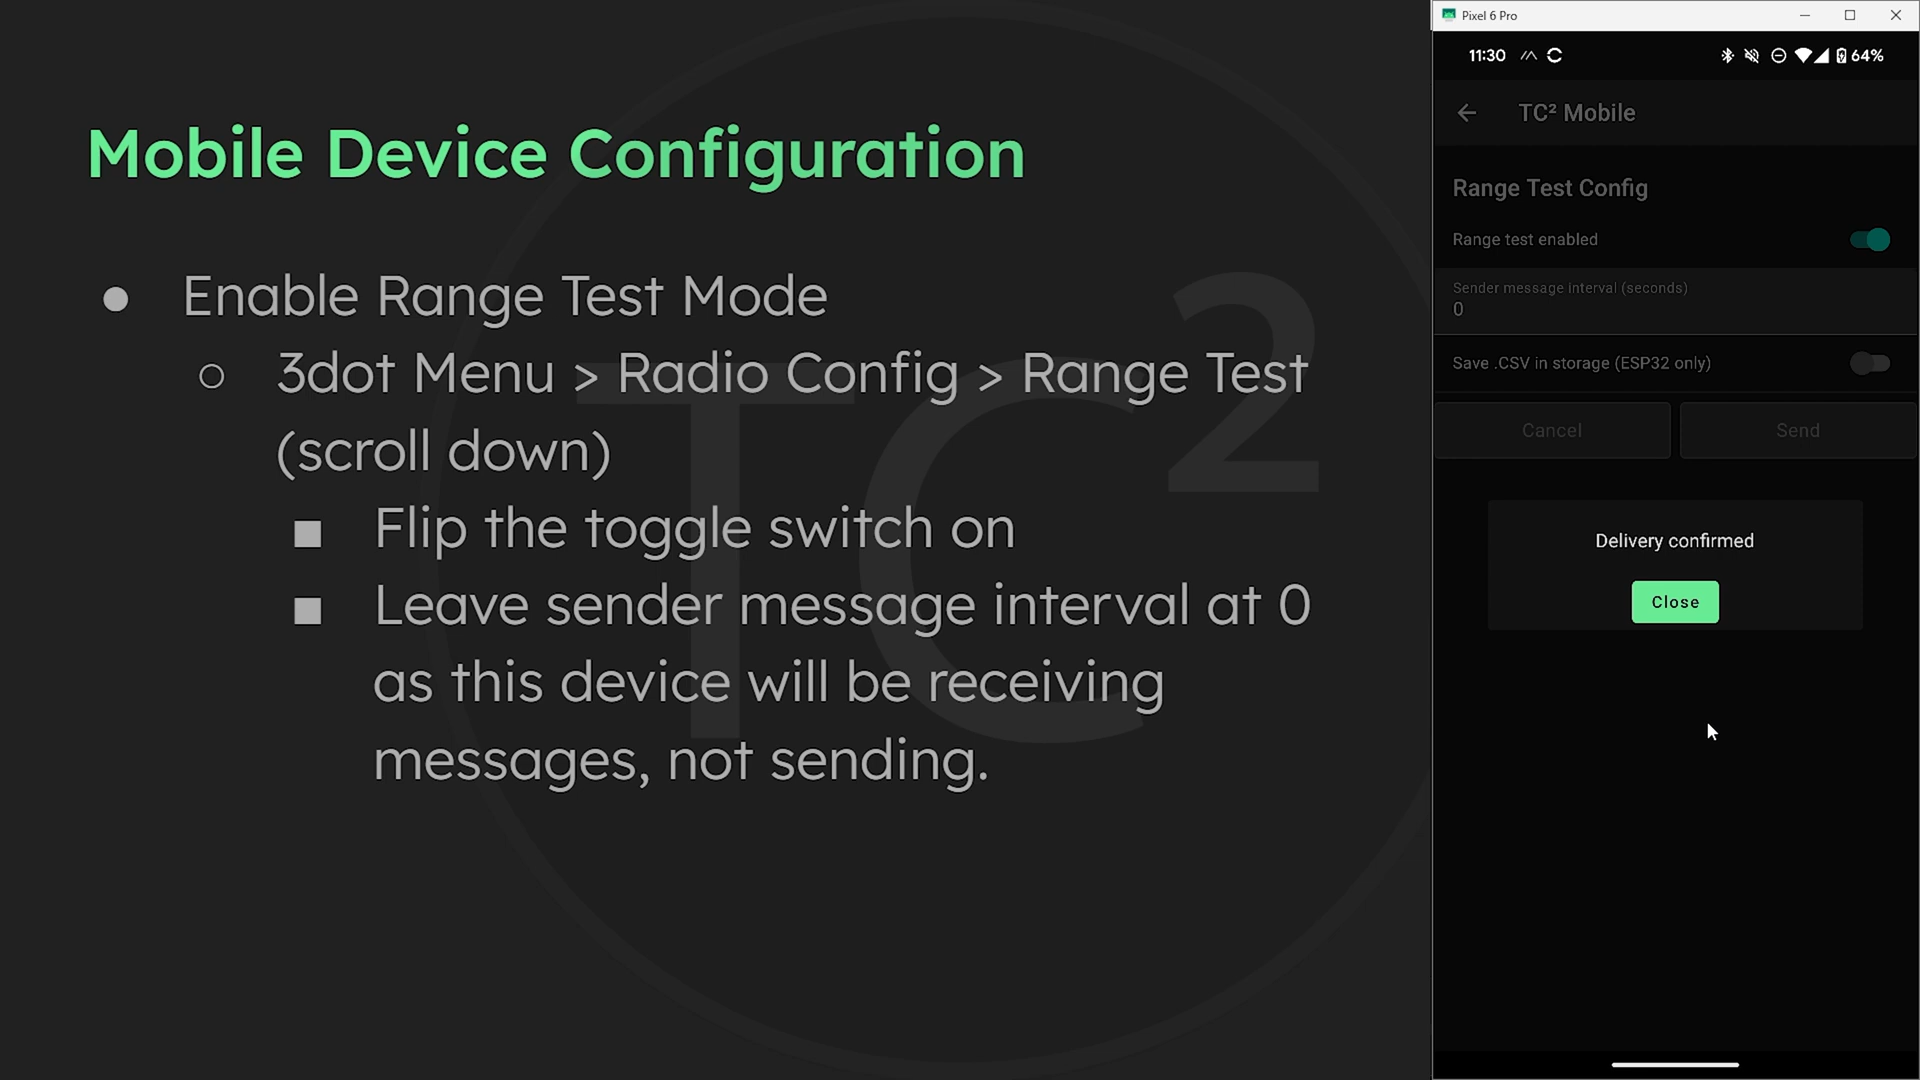 Mobile Device Configuration
● Enable Range Test Mode
○ 3dot Menu > Radio Config > Range Test
(scroll down)
■ Flip the toggle switch on
■ Leave sender message interval at 0
as this device will be receiving
messages, not sending.
TC²
Pixel 6 Pro
11:30
64%
TC² Mobile
Range Test Config
Range test enabled
Sender message interval (seconds)
0
Save .CSV in storage (ESP32 only)
Cancel
Send
Delivery confirmed
Close